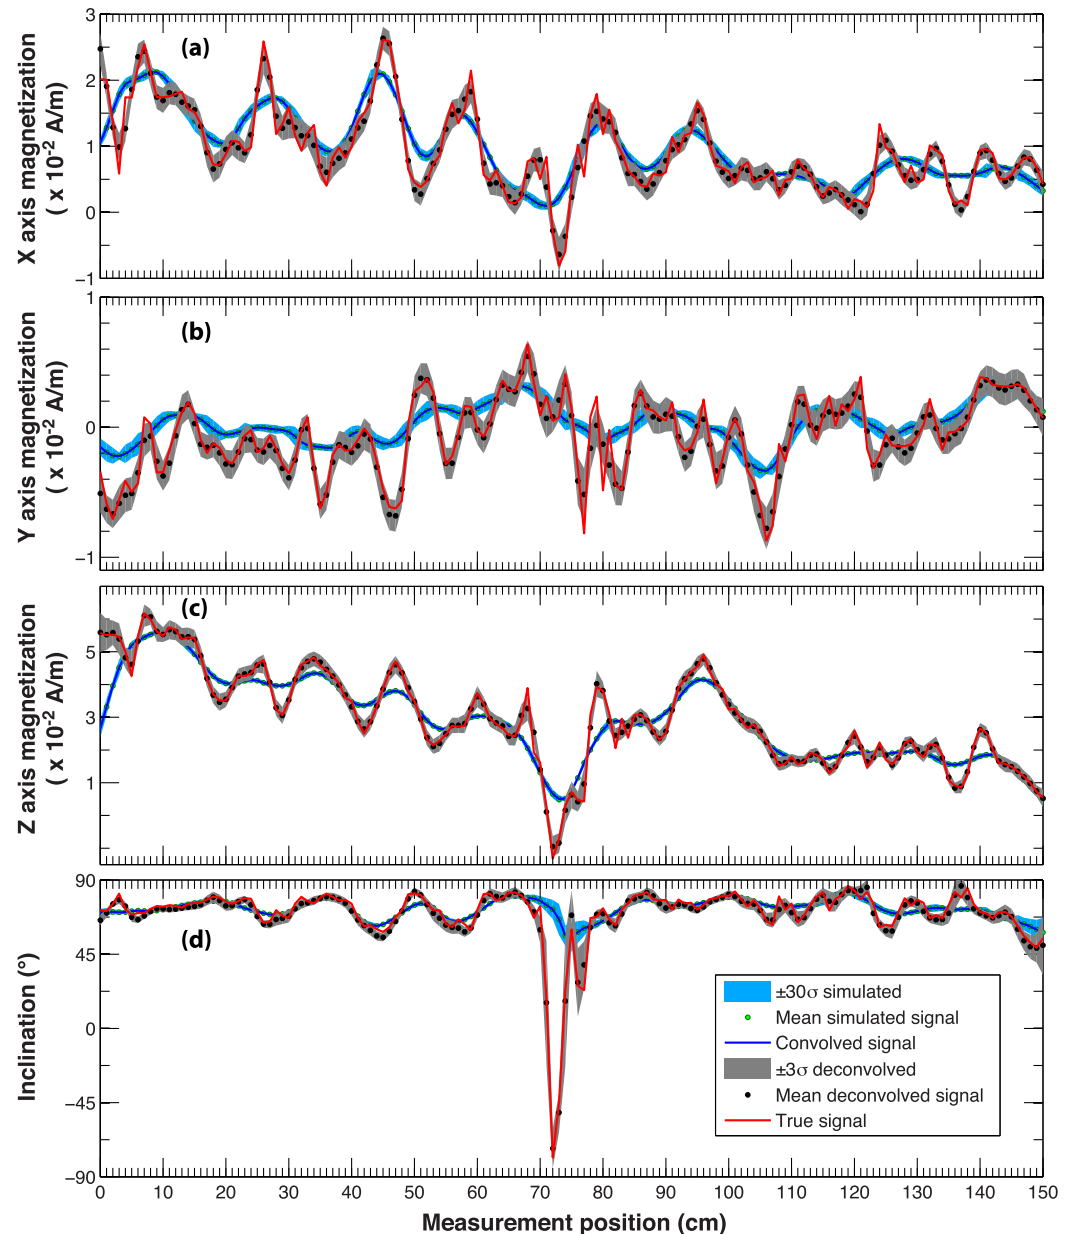 X axis magnetization
( x 10⁻² A/m)
3
2
1
0
−1
(a)
Y axis magnetization
( x 10⁻² A/m)
1
0
−1
(b)
Z axis magnetization
( x 10⁻² A/m)
5
3
1
(c)
Inclination (°)
90
45
0
−45
−90
(d)
±30σ simulated
Mean simulated signal
Convolved signal
±3σ deconvolved
Mean deconvolved signal
True signal
0 10 20 30 40 50 60 70 80 90 100 110 120 130 140 150
Measurement position (cm)